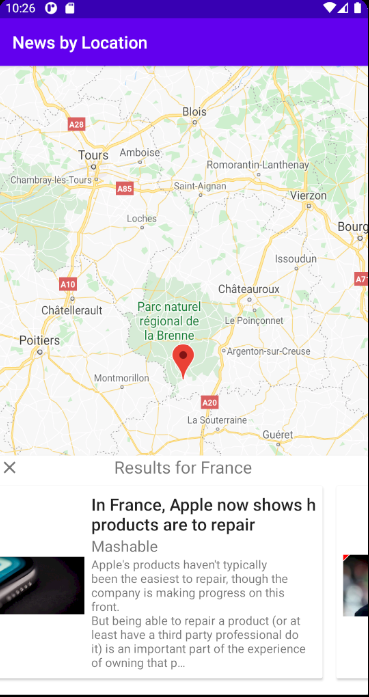 10:26
News by Location
Blois
A28
Tours
Amboise
Romorantin-Lanthenay
Chambray-lès-Tours
A85
Saint-Aignan
Vierzon
Loches
Bourg
Issoudun
A10
A7
Châtellerault
Parc naturel
régional de
la Brenne
Châteauroux
Le Poinçonnet
Poitiers
Argenton-sur-Creuse
Montmorillon
A20
La Souterraine
Guéret
Results for France
In France, Apple now shows h
products are to repair
Mashable
Apple's products haven't typically
been the easiest to repair, though the
company is making progress on this
front.
But being able to repair a product (or at
least have a third party professional do
it) is an important part of the experience
of owning that p...